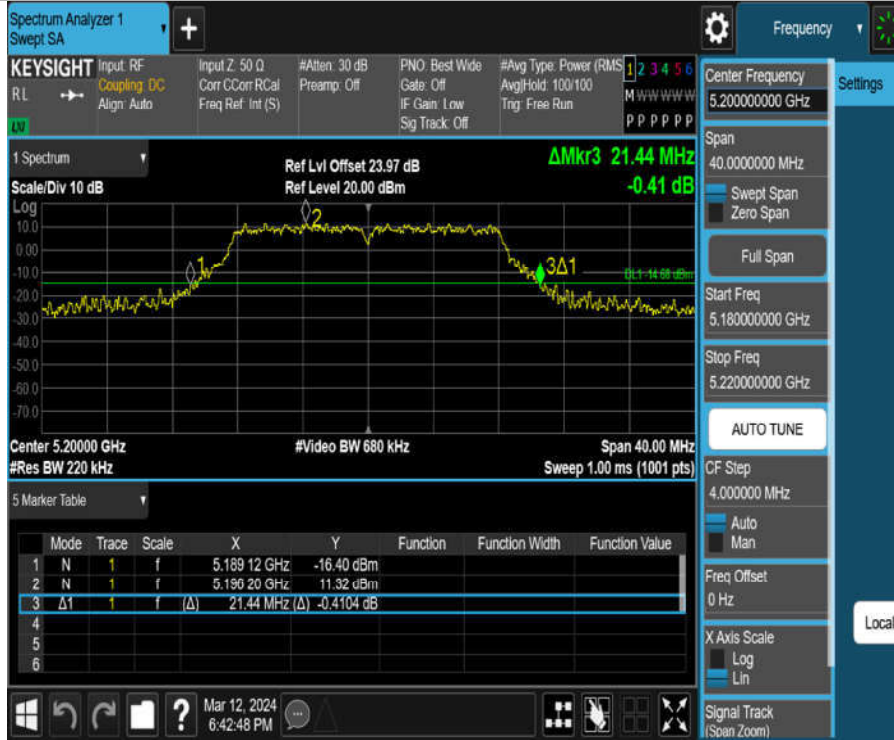 Spectrum Analyzer 1
Swept SA
+
Frequency
KEYSIGHT
Input: RF
Coupling: DC
Align: Auto
Input Z: 50 Ω
Corr CCorr RCal
Freq Ref: Int (S)
#Atten: 30 dB
Preamp: Off
PNO: Best Wide
Gate: Off
IF Gain: Low
Sig Track: Off
#Avg Type: Power (RMS
Avg|Hold: 100/100
Trig: Free Run
1 2 3 4 5 6
M W W W W W
P P P P P P
RL
LXI
1 Spectrum
Scale/Div 10 dB
Ref Lvl Offset 23.97 dB
Ref Level 20.00 dBm
ΔMkr3 21.44 MHz
-0.41 dB
Log
10.0
0.00
-10.0
-20.0
-30.0
-40.0
-50.0
-60.0
-70.0
1
2
3Δ1
DL1 -14.68 dBm
Center 5.20000 GHz
#Video BW 680 kHz
Span 40.00 MHz
#Res BW 220 kHz
Sweep 1.00 ms (1001 pts)
5 Marker Table
Mode Trace Scale X Y Function Function Width Function Value
1 N 1 f 5.189 12 GHz -16.40 dBm
2 N 1 f 5.196 20 GHz 11.32 dBm
3 Δ1 1 f (Δ) 21.44 MHz (Δ) -0.4104 dB
4
5
6
?
Mar 12, 2024
6:42:48 PM
Center Frequency
5.200000000 GHz
Span
40.0000000 MHz
Swept Span
Zero Span
Full Span
Start Freq
5.180000000 GHz
Stop Freq
5.220000000 GHz
AUTO TUNE
CF Step
4.000000 MHz
Auto
Man
Freq Offset
0 Hz
X Axis Scale
Log
Lin
Signal Track
(Span Zoom)
Settings
Local